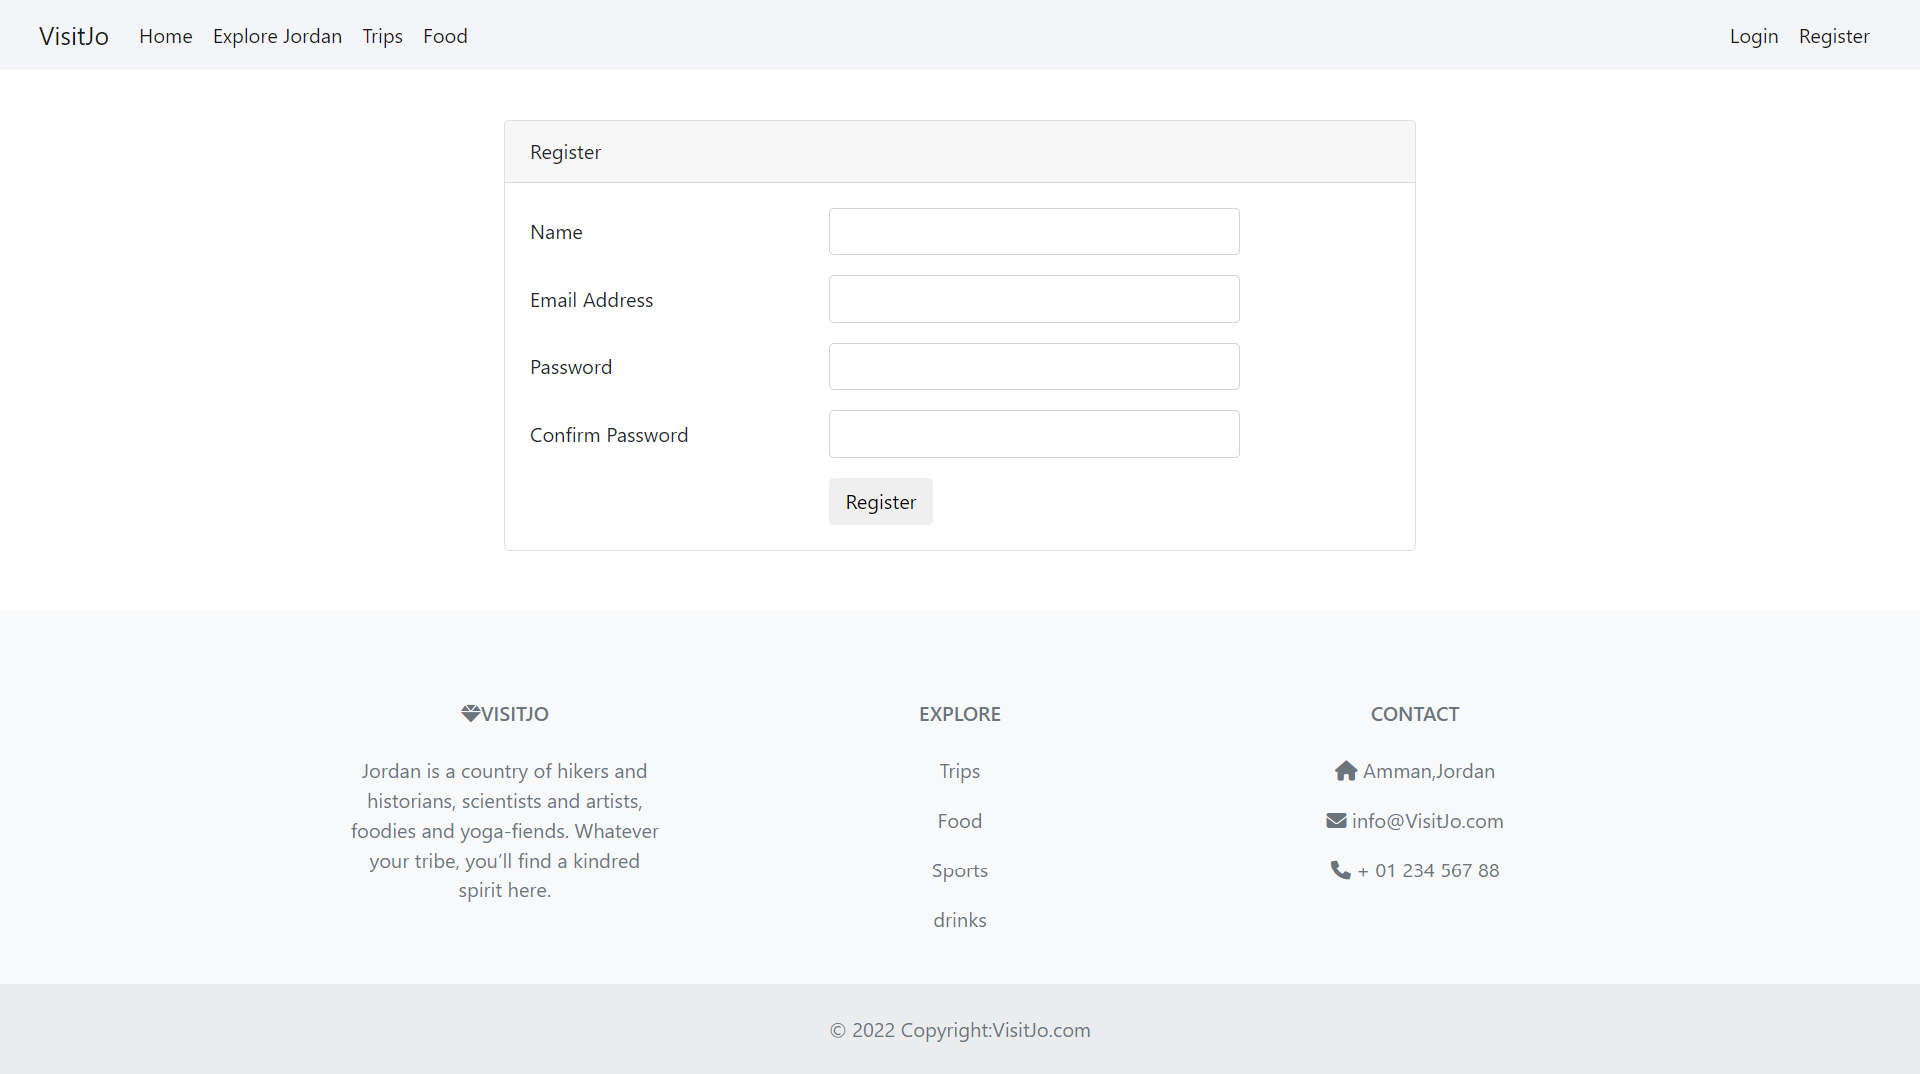 VisitJo Home Explore Jordan Trips Food Login Register
Register
Name
Email Address
Password
Confirm Password
Register
VISITJO
Jordan is a country of hikers and
historians, scientists and artists,
foodies and yoga-fiends. Whatever
your tribe, you’ll find a kindred
spirit here.
EXPLORE
Trips
Food
Sports
drinks
CONTACT
Amman,Jordan
info@VisitJo.com
+ 01 234 567 88
© 2022 Copyright:VisitJo.com